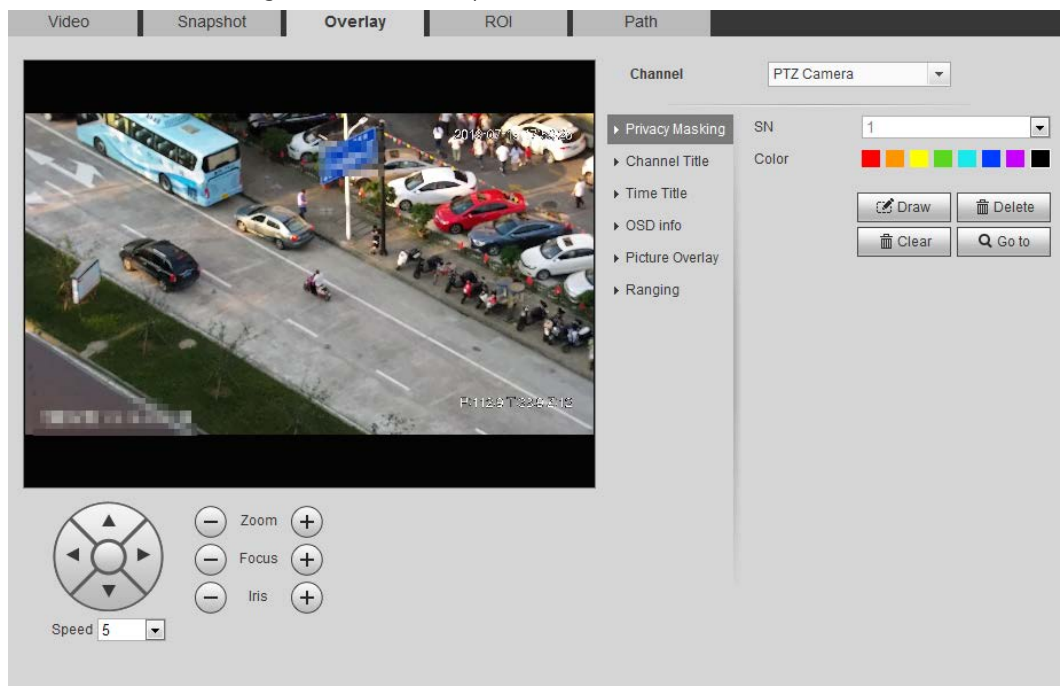 Video Snapshot Overlay ROI Path
Channel PTZ Camera
Privacy Masking
Channel Title
Time Title
OSD info
Picture Overlay
Ranging
SN 1
Color
Draw Delete
Clear Go to
Zoom
Focus
Iris
Speed 5